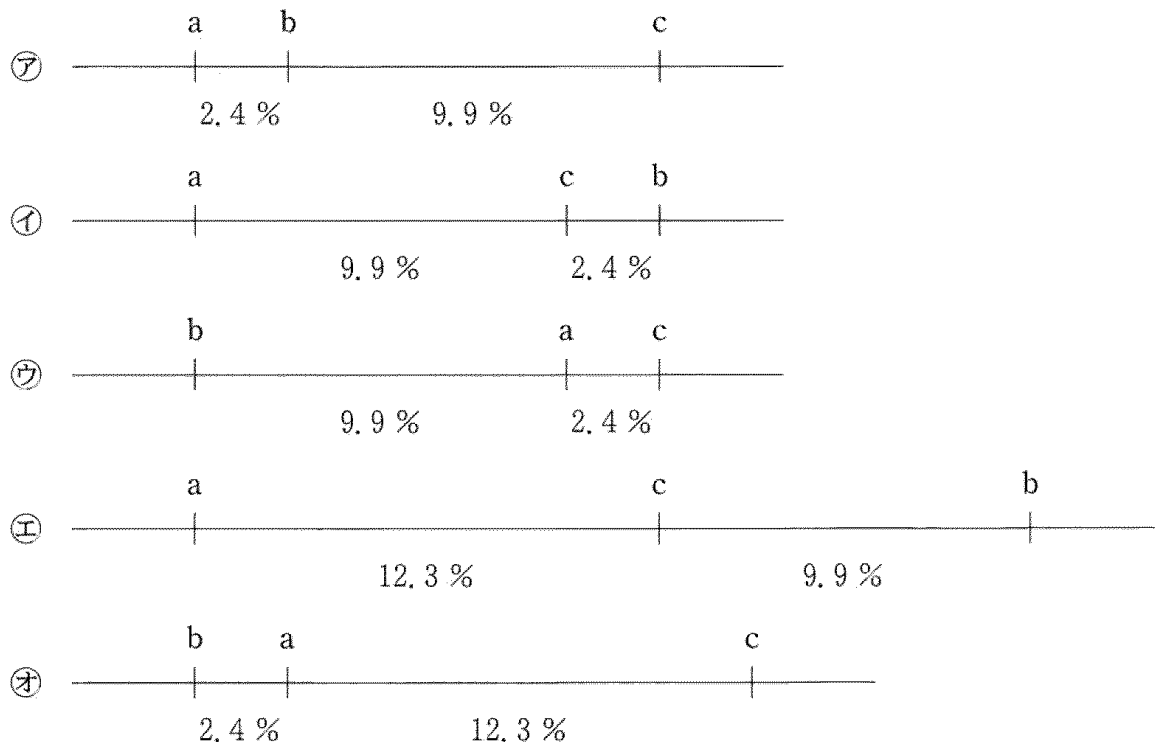 a b c
㋐
2.4 % 9.9 %
a c b
㋑
9.9 % 2.4 %
b a c
㋒
9.9 % 2.4 %
a c b
㋓
12.3 % 9.9 %
b a c
㋔
2.4 % 12.3 %